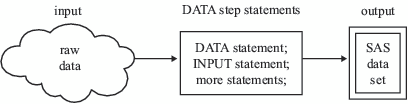 input
DATA step statements
output
raw
data
DATA statement;
INPUT statement;
more statements;
SAS
data
set